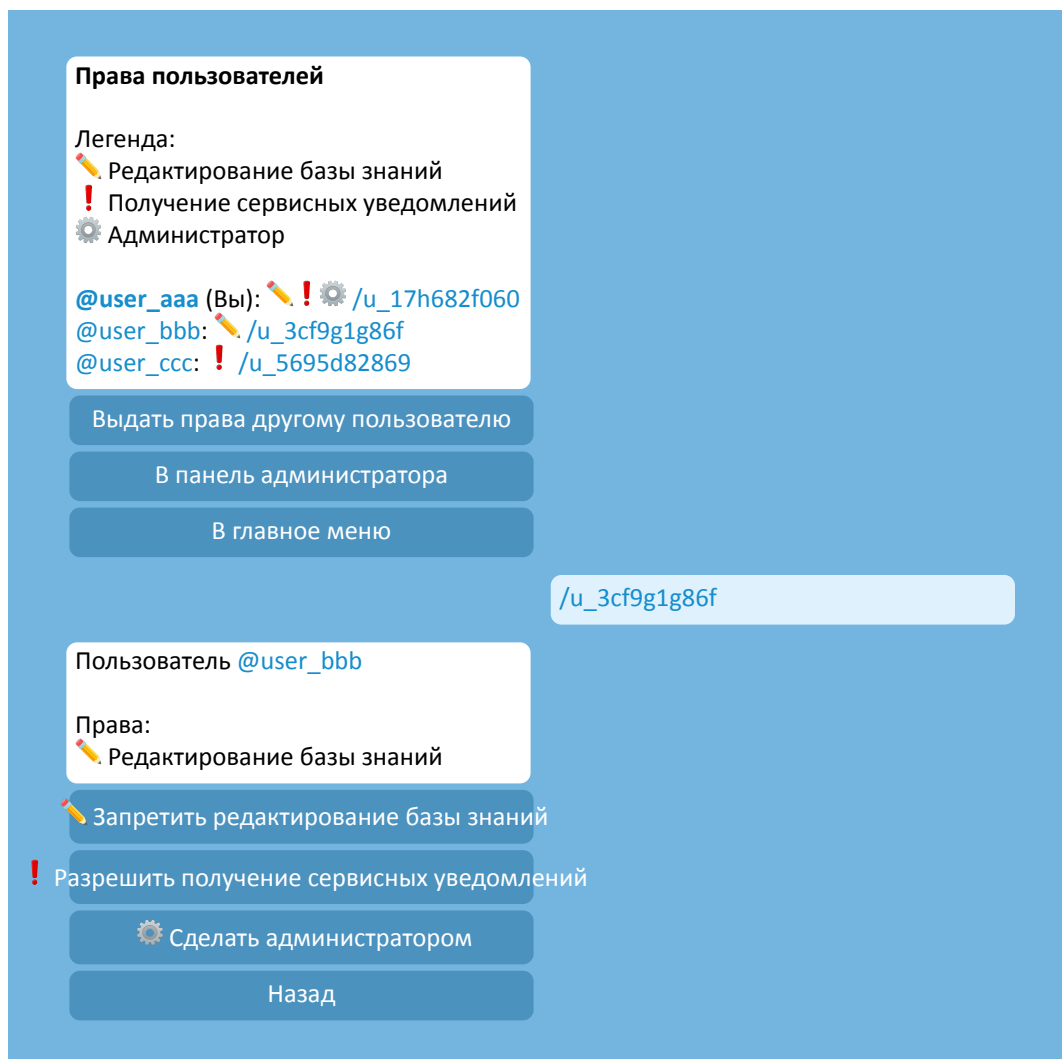 Права пользователей
Легенда:
✏️ Редактирование базы знаний
❗ Получение сервисных уведомлений
⚙️ Администратор
@user_aaa (Вы): ✏️❗⚙️ /u_17h682f060
@user_bbb: ✏️ /u_3cf9g1g86f
@user_ccc: ❗ /u_5695d82869
Выдать права другому пользователю
В панель администратора
В главное меню
/u_3cf9g1g86f
Пользователь @user_bbb
Права:
✏️ Редактирование базы знаний
✏️ Запретить редактирование базы знаний
❗ Разрешить получение сервисных уведомлений
⚙️ Сделать администратором
Назад